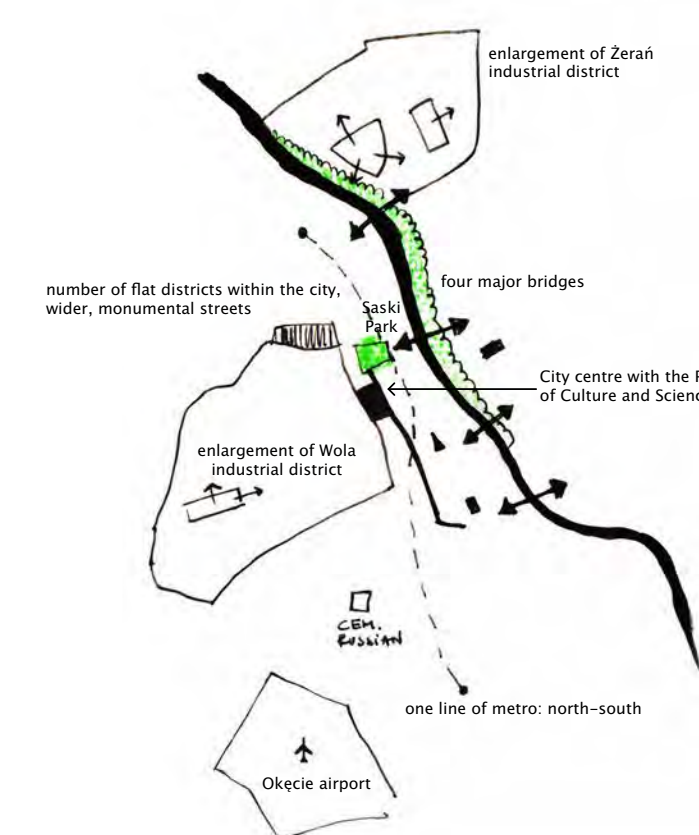 enlargement of Żerań
industrial district
number of flat districts within the city,
wider, monumental streets
four major bridges
Saski
Park
City centre with the
of Culture and Scienc
enlargement of Wola
industrial district
CEM.
RUSSIAN
one line of metro: north-south
Okęcie airport